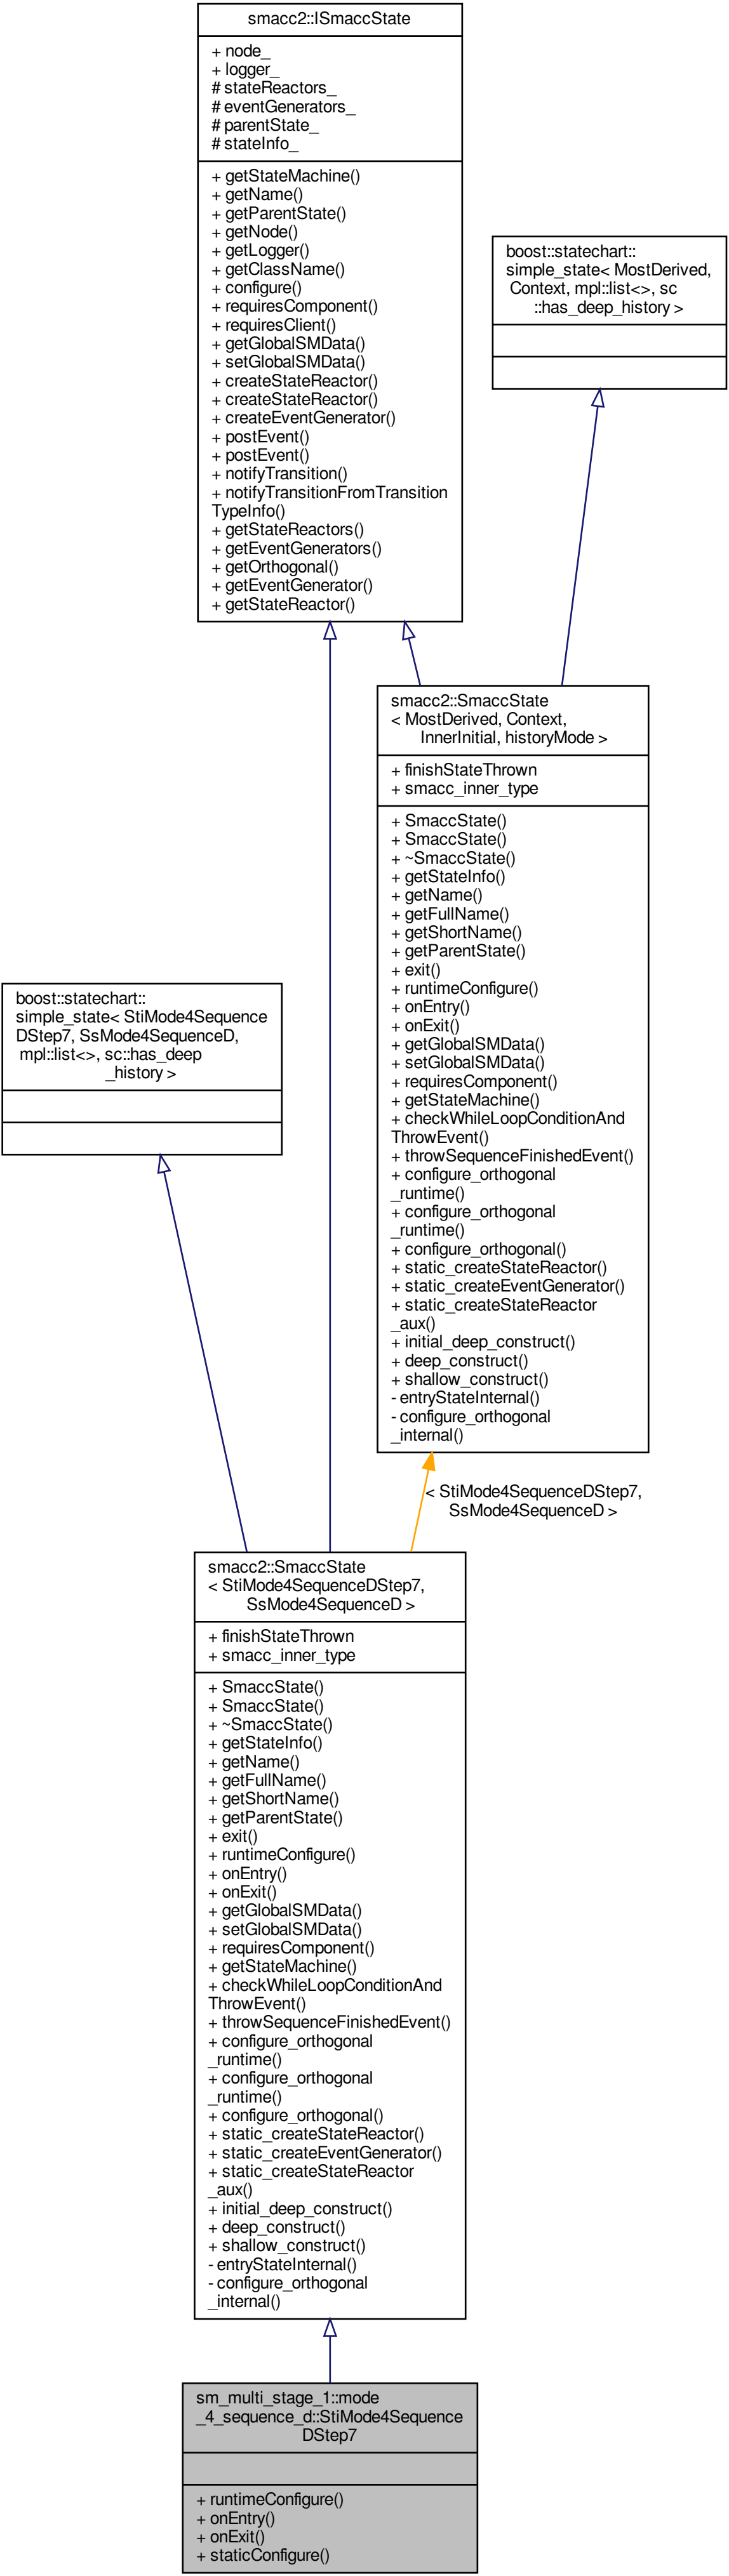 smacc2::ISmaccState
+ node_
+ logger_
# stateReactors_
# eventGenerators_
# parentState_
# stateInfo_
+ getStateMachine()
+ getName()
+ getParentState()
+ getNode()
+ getLogger()
+ getClassName()
+ configure()
+ requiresComponent()
+ requiresClient()
+ getGlobalSMData()
+ setGlobalSMData()
+ createStateReactor()
+ createStateReactor()
+ createEventGenerator()
+ postEvent()
+ postEvent()
+ notifyTransition()
+ notifyTransitionFromTransition
TypeInfo()
+ getStateReactors()
+ getEventGenerators()
+ getOrthogonal()
+ getEventGenerator()
+ getStateReactor()
boost::statechart::
simple_state< MostDerived,
Context, mpl::list<>, sc
::has_deep_history >
smacc2::SmaccState
< MostDerived, Context,
InnerInitial, historyMode >
+ finishStateThrown
+ smacc_inner_type
+ SmaccState()
+ SmaccState()
+ ~SmaccState()
+ getStateInfo()
+ getName()
+ getFullName()
+ getShortName()
+ getParentState()
+ exit()
+ runtimeConfigure()
+ onEntry()
+ onExit()
+ getGlobalSMData()
+ setGlobalSMData()
+ requiresComponent()
+ getStateMachine()
+ checkWhileLoopConditionAnd
ThrowEvent()
+ throwSequenceFinishedEvent()
+ configure_orthogonal
_runtime()
+ configure_orthogonal
_runtime()
+ configure_orthogonal()
+ static_createStateReactor()
+ static_createEventGenerator()
+ static_createStateReactor
_aux()
+ initial_deep_construct()
+ deep_construct()
+ shallow_construct()
- entryStateInternal()
- configure_orthogonal
_internal()
boost::statechart::
simple_state< StiMode4Sequence
DStep7, SsMode4SequenceD,
mpl::list<>, sc::has_deep
_history >
< StiMode4SequenceDStep7,
SsMode4SequenceD >
smacc2::SmaccState
< StiMode4SequenceDStep7,
SsMode4SequenceD >
+ finishStateThrown
+ smacc_inner_type
+ SmaccState()
+ SmaccState()
+ ~SmaccState()
+ getStateInfo()
+ getName()
+ getFullName()
+ getShortName()
+ getParentState()
+ exit()
+ runtimeConfigure()
+ onEntry()
+ onExit()
+ getGlobalSMData()
+ setGlobalSMData()
+ requiresComponent()
+ getStateMachine()
+ checkWhileLoopConditionAnd
ThrowEvent()
+ throwSequenceFinishedEvent()
+ configure_orthogonal
_runtime()
+ configure_orthogonal
_runtime()
+ configure_orthogonal()
+ static_createStateReactor()
+ static_createEventGenerator()
+ static_createStateReactor
_aux()
+ initial_deep_construct()
+ deep_construct()
+ shallow_construct()
- entryStateInternal()
- configure_orthogonal
_internal()
sm_multi_stage_1::mode
_4_sequence_d::StiMode4Sequence
DStep7
+ runtimeConfigure()
+ onEntry()
+ onExit()
+ staticConfigure()